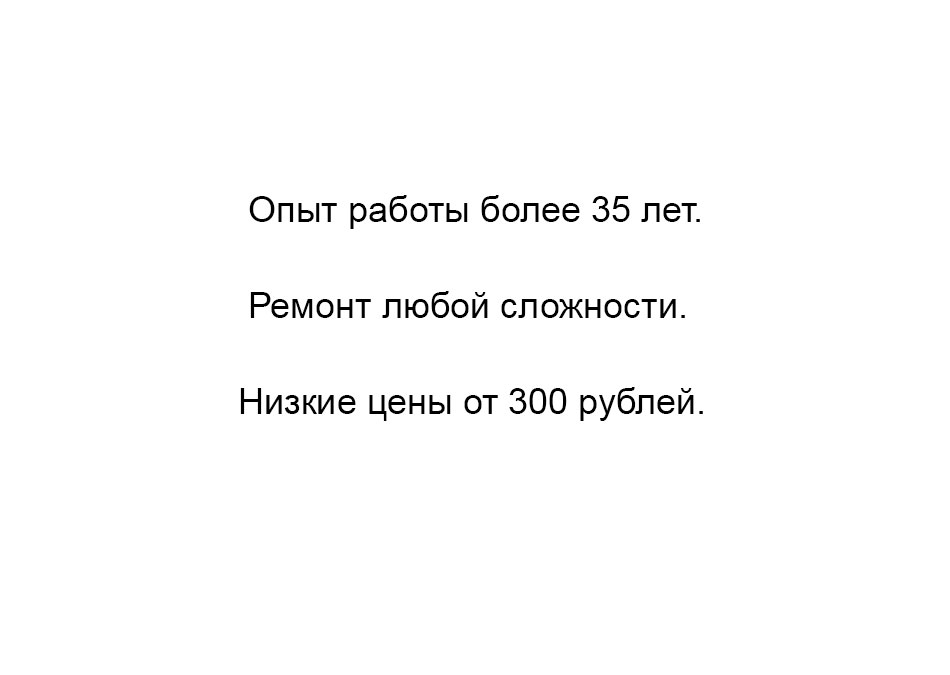 Опыт работы более 35 лет.
Ремонт любой сложности.
Низкие цены от 300 рублей.